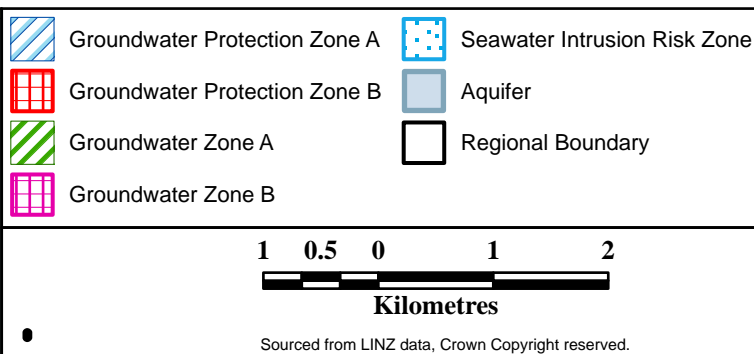 Groundwater Protection Zone A
Groundwater Protection Zone B
Groundwater Zone A
Groundwater Zone B
Seawater Intrusion Risk Zone
Aquifer
Regional Boundary
1 0.5 0 1 2
Kilometres
Sourced from LINZ data, Crown Copyright reserved.